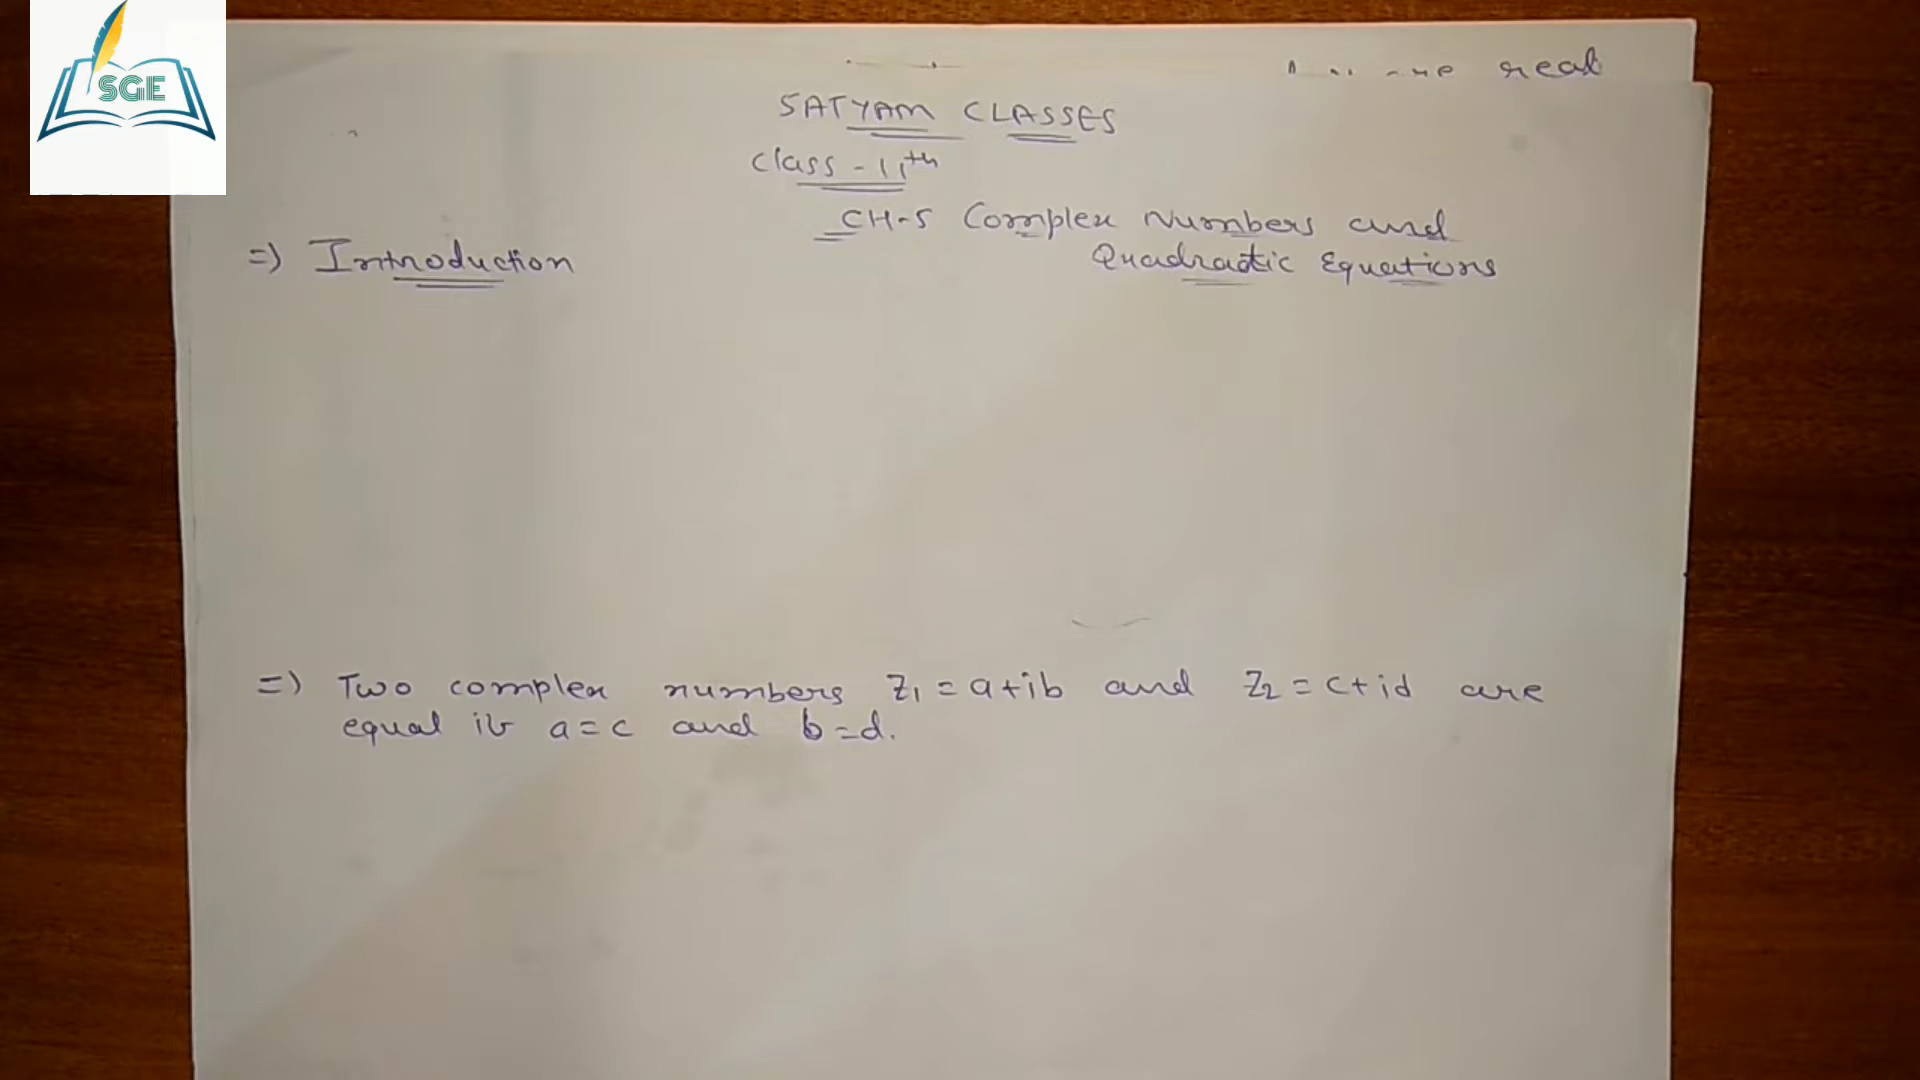 SGE
real
SATYAM CLASSES
Class - 11th
CH-5 Complex Numbers and
Quadratic Equations
=) Introduction
=) Two complex numbers Z₁ = a+ib and Z₂ = c+id are
equal if a=c and b=d.